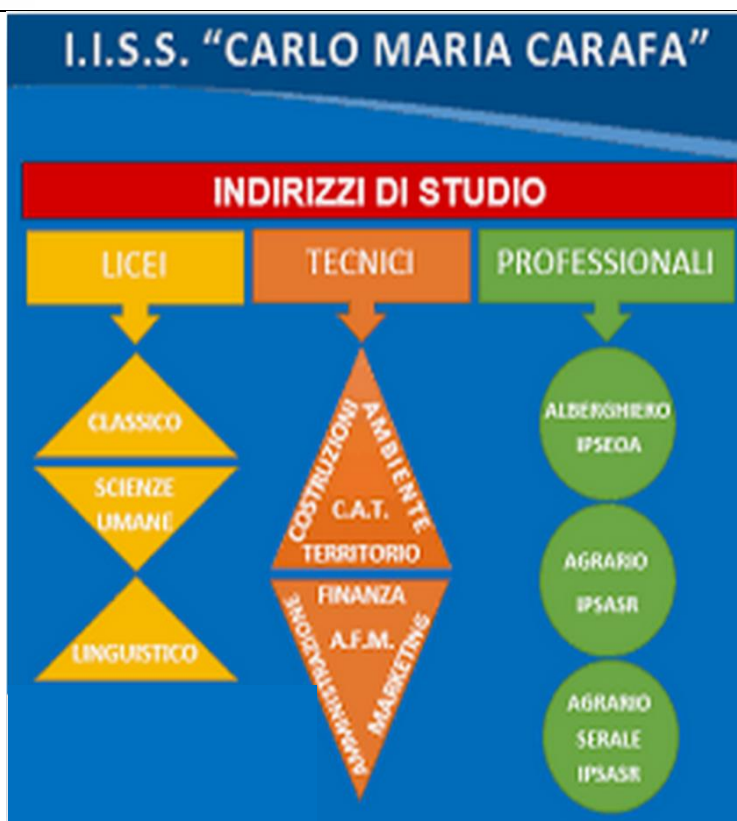 I.I.S.S. “CARLO MARIA CARAFA”
INDIRIZZI DI STUDIO
LICEI
CLASSICO
SCIENZE
UMANE
LINGUISTICO
TECNICI
COSTRUZIONI
AMBIENTE
C.A.T.
TERRITORIO
FINANZA
A.F.M.
AMMINISTRAZIONE
MARKETING
PROFESSIONALI
ALBERGHIERO
IPSEOA
AGRARIO
IPSASR
AGRARIO
SERALE
IPSASR